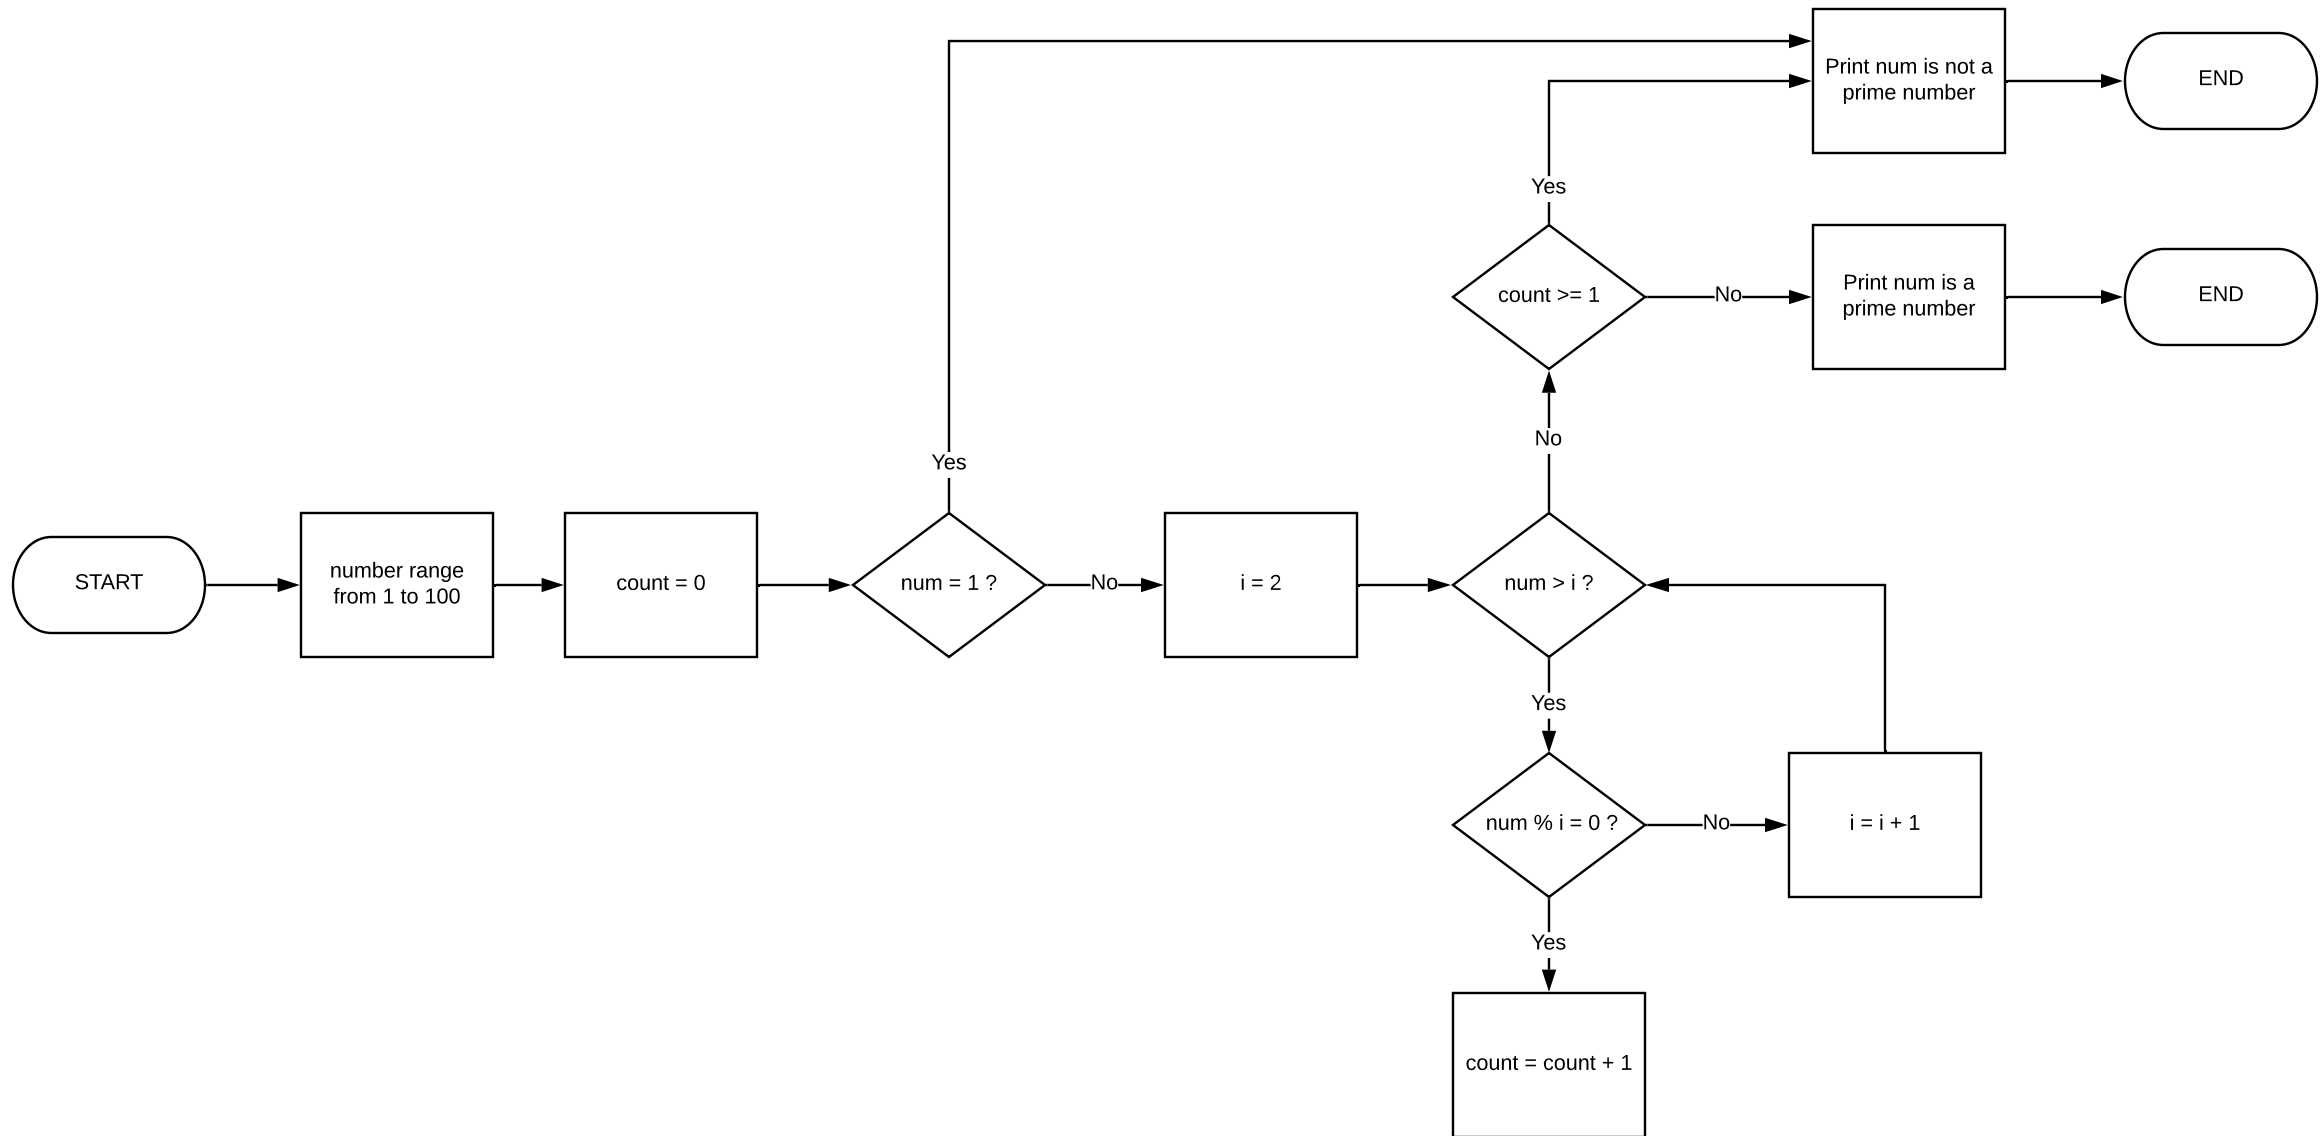 Print num is not a
prime number
END
Yes
count >= 1
No
Print num is a
prime number
END
No
Yes
START
number range
from 1 to 100
count = 0
num = 1 ?
No
i = 2
num > i ?
Yes
num % i = 0 ?
No
i = i + 1
Yes
count = count + 1